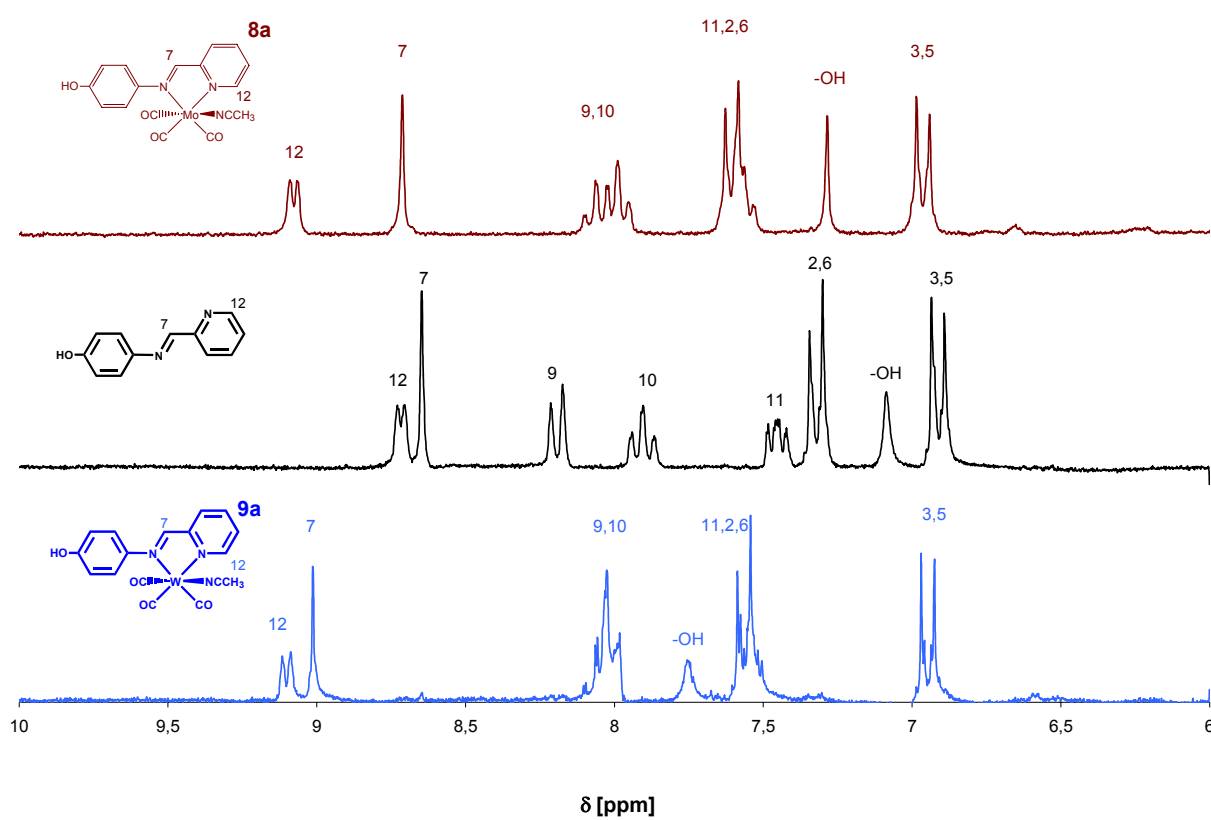 8a
7
HO
N
N
12
OC
Mo
NCCH3
OC
CO
12
7
9,10
11,2,6
-OH
3,5
HO
7
N
N
12
12
7
9
10
11
2,6
-OH
3,5
9a
7
HO
N
N
12
OC
W
NCCH3
OC
CO
12
7
9,10
-OH
11,2,6
3,5
10 9,5 9 8,5 8 7,5 7 6,5 6
δ [ppm]